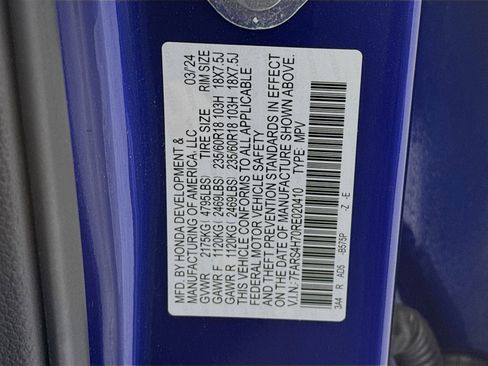 MFD. BY HONDA DEVELOPMENT & 03/'24
MANUFACTURING OF AMERICA, LLC
GVWR 2175KG ( 4795LBS) TIRE SIZE RIM SIZE
GAWR F 1120KG( 2469LBS) 235/60R18 103H 18X7.5J
GAWR R 1120KG( 2469LBS) 235/60R18 103H 18X7.5J
THIS VEHICLE CONFORMS TO ALL APPLICABLE
FEDERAL MOTOR VEHICLE SAFETY
AND THEFT PREVENTION STANDARDS IN EFFECT
ON THE DATE OF MANUFACTURE SHOWN ABOVE.
V.I.N.: 7FARS4H70RE020410 TYPE: MPV
3A4 R AD5 -B575P -Z -E